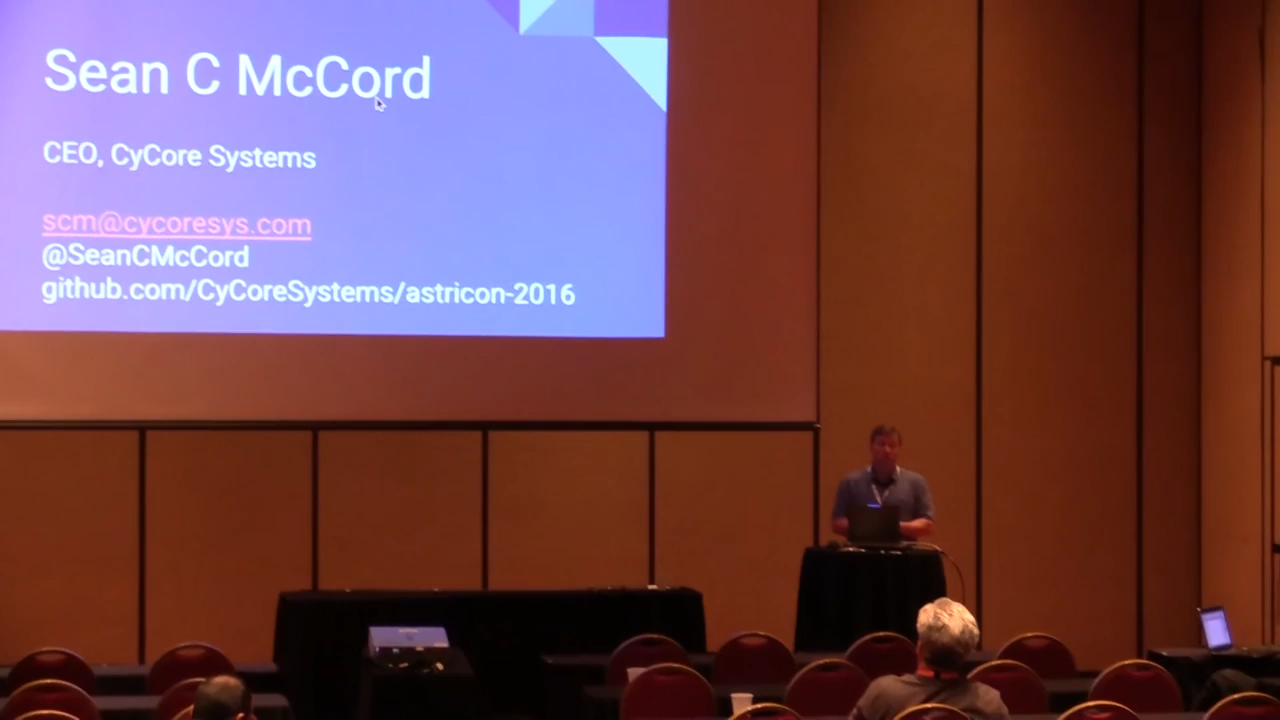 Sean C McCord
CEO, CyCore Systems
scm@cycoresys.com
@SeanCMcCord
github.com/CyCoreSystems/astricon-2016